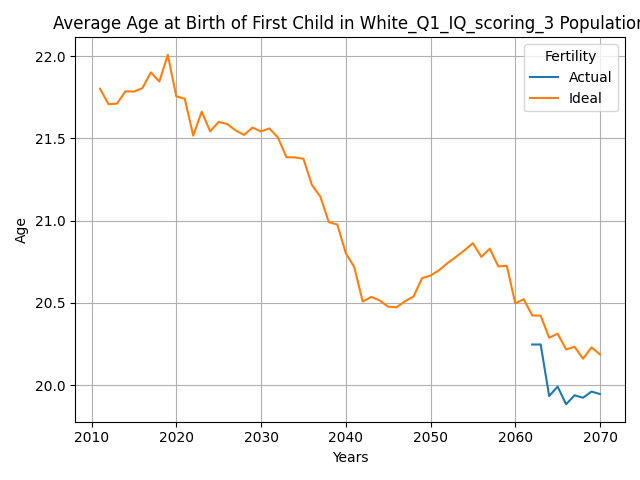 Average Age at Birth of First Child in White_Q1_IQ_scoring_3 Population
Fertility
Actual
Ideal
22.0
21.5
21.0
20.5
20.0
Age
2010 2020 2030 2040 2050 2060 2070
Years